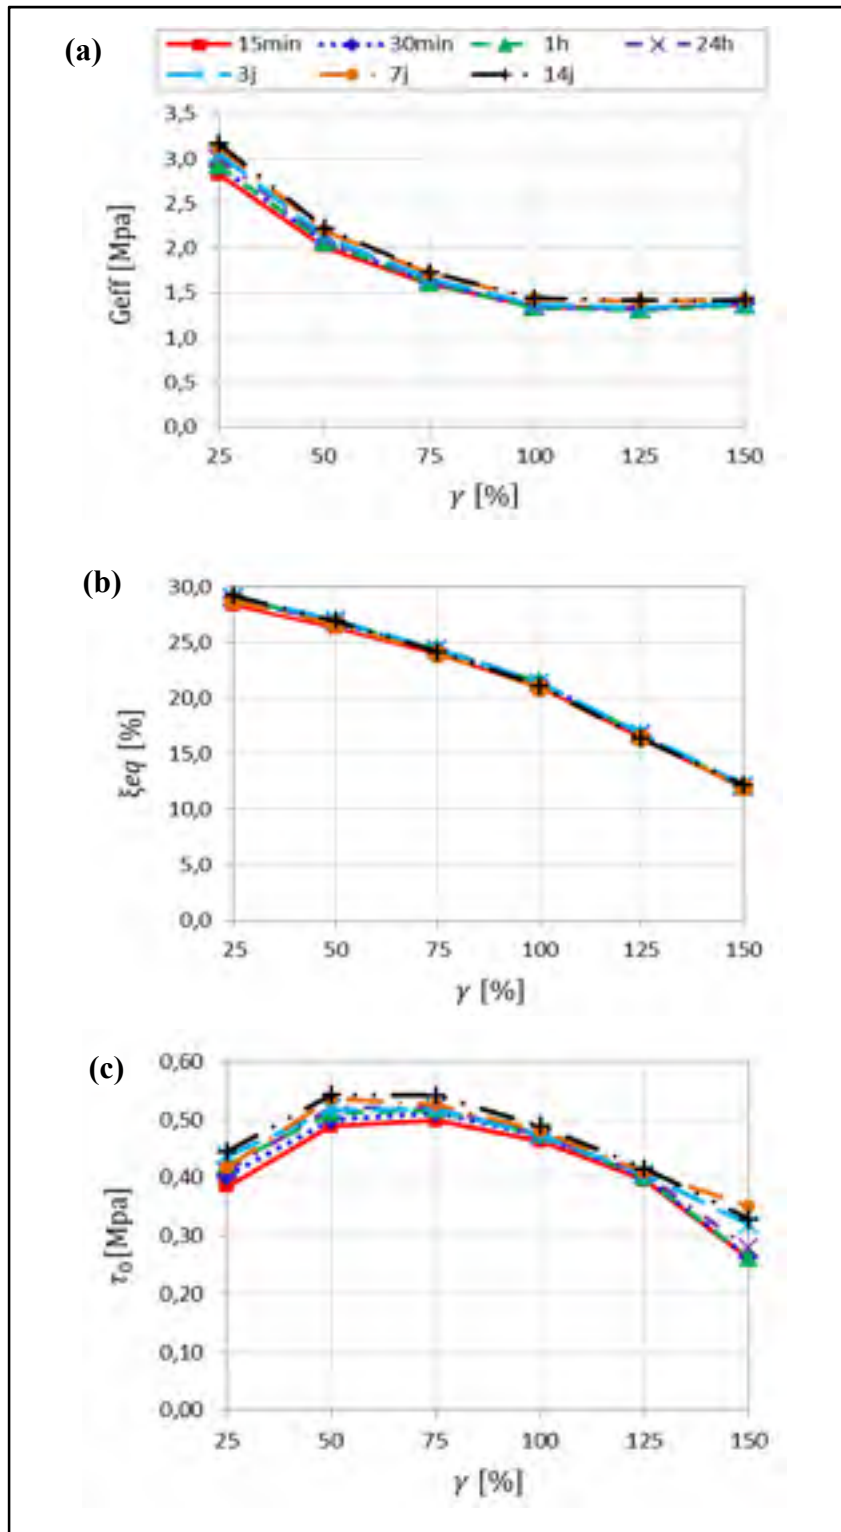 (a)
15min 30min 1h 24h
3j 7j 14j
3,5
3,0
2,5
2,0
1,5
1,0
0,5
0,0
Geff [Mpa]
25 50 75 100 125 150
γ [%]
(b)
30,0
25,0
20,0
15,0
10,0
5,0
0,0
ξeq [%]
25 50 75 100 125 150
γ [%]
(c)
0,60
0,50
0,40
0,30
0,20
0,10
0,00
τ₀ [Mpa]
25 50 75 100 125 150
γ [%]